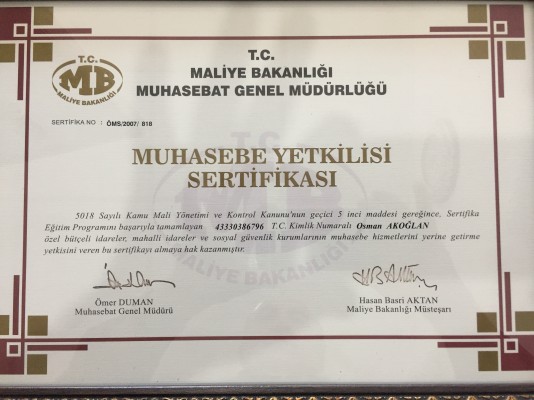 T.C.
MB
MALİYE BAKANLIĞI
T.C.
MALİYE BAKANLIĞI
MUHASEBAT GENEL MÜDÜRLÜĞÜ
SERTİFİKA NO : ÖMS/2007/ 818
MUHASEBE YETKİLİSİ
SERTİFİKASI
5018 Sayılı Kamu Mali Yönetimi ve Kontrol Kanunu'nun geçici 5 inci maddesi gereğince, Sertifika
Eğitim Programını başarıyla tamamlayan 43330386796 T.C. Kimlik Numaralı Osman AKOĞLAN
özel bütçeli idareler, mahalli idareler ve sosyal güvenlik kurumlarının muhasebe hizmetlerini yerine getirme
yetkisini veren bu sertifikayı almaya hak kazanmıştır.
T.C.
MB
MALİYE BAKANLIĞI
Ömer DUMAN
Muhasebat Genel Müdürü
Hasan Basri AKTAN
Maliye Bakanlığı Müsteşarı